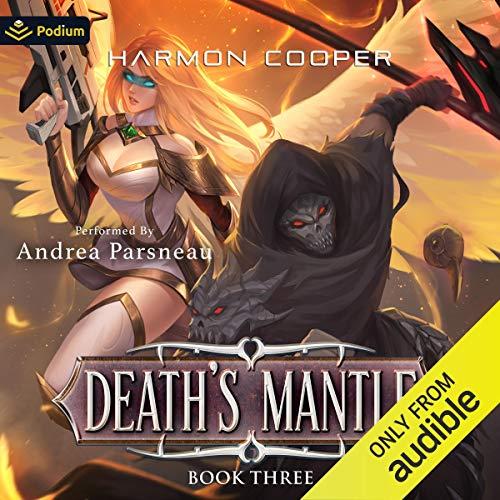 Podium
HARMON COOPER
Performed By
Andrea Parsneau
DEATH'S MANTLE
BOOK THREE
ONLY FROM
audible